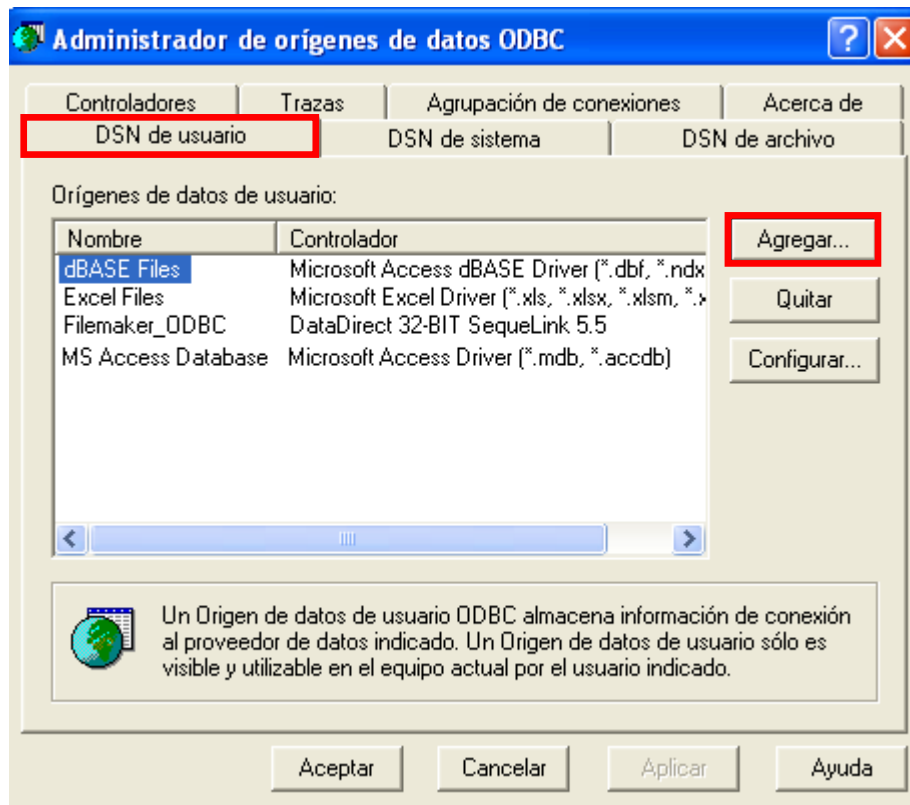 Administrador de orígenes de datos ODBC
Controladores Trazas Agrupación de conexiones Acerca de
DSN de usuario DSN de sistema DSN de archivo
Orígenes de datos de usuario:
Nombre Controlador
dBASE Files Microsoft Access dBASE Driver (*.dbf, *.ndx
Excel Files Microsoft Excel Driver (*.xls, *.xlsx, *.xlsm, *.x
Filemaker_ODBC DataDirect 32-BIT SequeLink 5.5
MS Access Database Microsoft Access Driver (*.mdb, *.accdb)
Agregar...
Quitar
Configurar...
Un Origen de datos de usuario ODBC almacena información de conexión
al proveedor de datos indicado. Un Origen de datos de usuario sólo es
visible y utilizable en el equipo actual por el usuario indicado.
Aceptar Cancelar Aplicar Ayuda